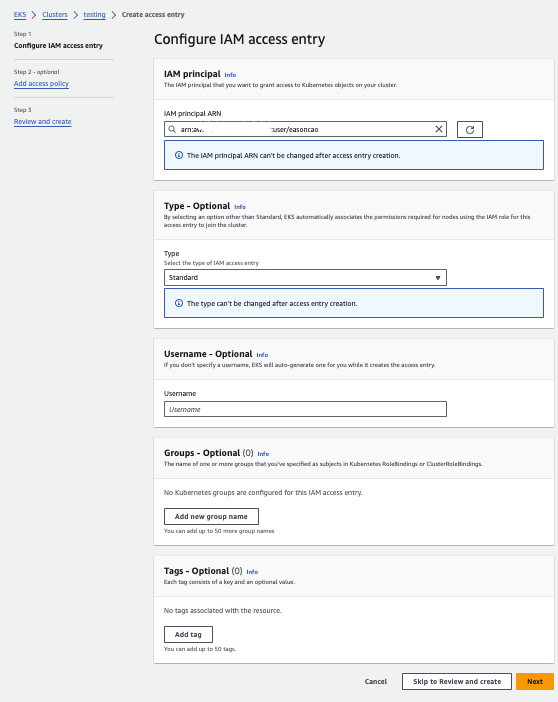 EKS > Clusters > testing > Create access entry
Step 1
Configure IAM access entry
Step 2 - optional
Add access policy
Step 3
Review and create
Configure IAM access entry
IAM principal Info
The IAM principal that you want to grant access to Kubernetes objects on your cluster.
IAM principal ARN
:user/easoncao
The IAM principal ARN can't be changed after access entry creation.
Type - Optional Info
By selecting an option other than Standard, EKS automatically associates the permissions required for nodes using the IAM role for this
access entry to join the cluster.
Type
Select the type of IAM access entry
Standard
The type can't be changed after access entry creation.
Username - Optional Info
If you don't specify a username, EKS will auto-generate one for you while it creates the access entry.
Username
Username
Groups - Optional (0) Info
The name of one or more groups that you've specified as subjects in Kubernetes RoleBindings or ClusterRoleBindings.
No Kubernetes groups are configured for this IAM access entry.
Add new group name
You can add up to 50 more group names
Tags - Optional (0) Info
Each tag consists of a key and an optional value.
No tags associated with the resource.
Add tag
You can add up to 50 tags.
Cancel Skip to Review and create Next